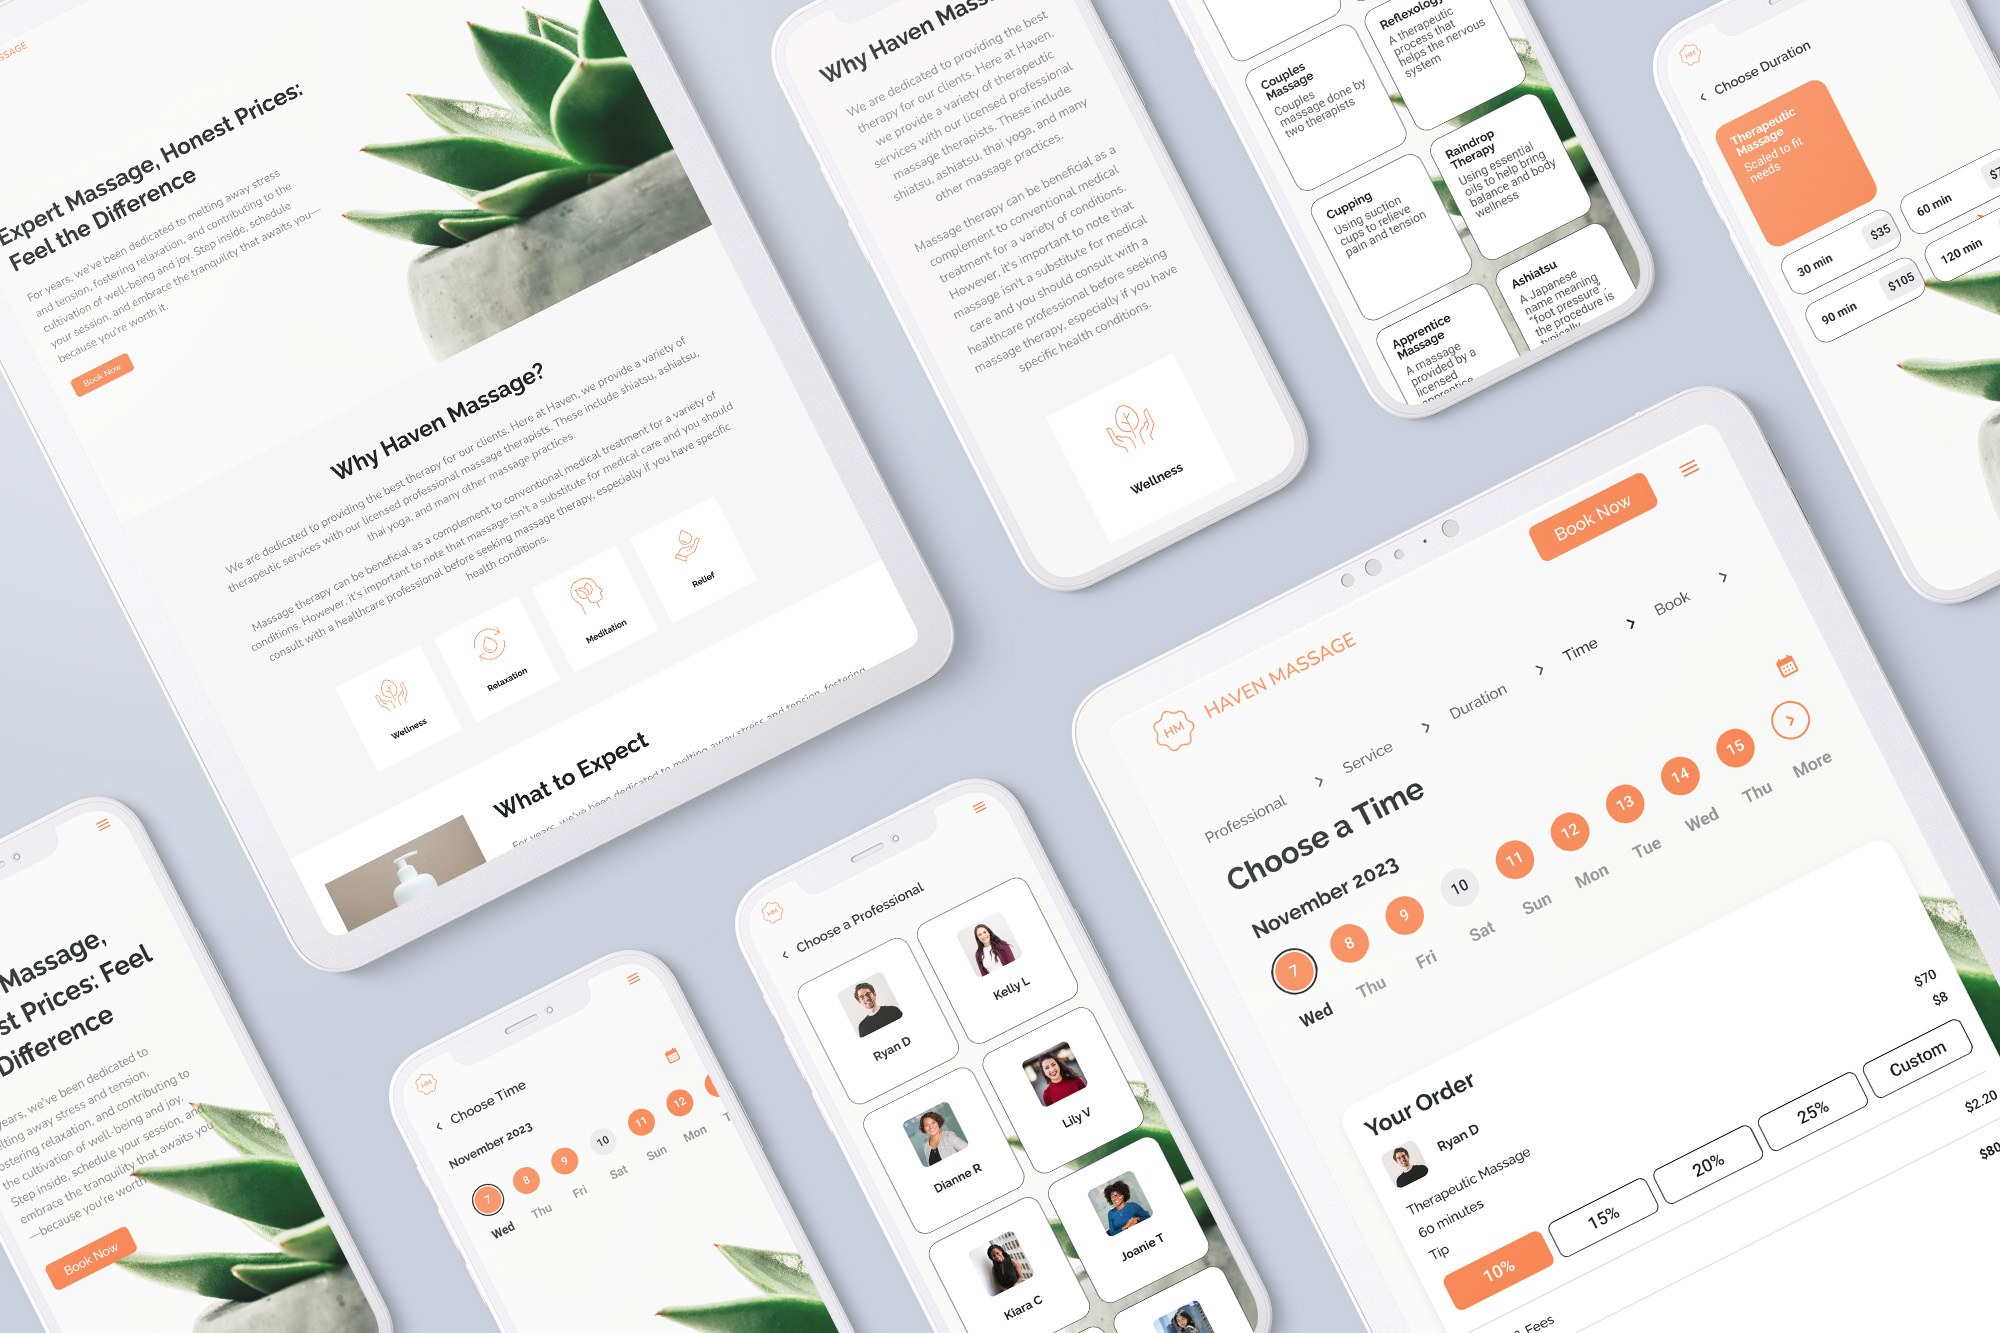 SSAGE
Expert Massage, Honest Prices:
Feel the Difference
For years, we've been dedicated to melting away stress
and tension, fostering relaxation, and contributing to the
cultivation of well-being and joy. Step inside, schedule
your session, and embrace the tranquility that awaits you—
because you're worth it.
Book Now
Why Haven Massage?
We are dedicated to providing the best therapy for our clients. Here at Haven, we provide a variety of
therapeutic services with our licensed professional massage therapists. These include shiatsu, ashiatsu,
thai yoga, and many other massage practices.
Massage therapy can be beneficial as a complement to conventional medical treatment for a variety of
conditions. However, it's important to note that massage isn't a substitute for medical care and you should
consult with a healthcare professional before seeking massage therapy, especially if you have specific
health conditions.
Wellness
Relaxation
Meditation
Relief
What to Expect
For years, we've been dedicated to melting away stress and tension, fostering
Why Haven Mass
We are dedicated to providing the best
therapy for our clients. Here at Haven,
we provide a variety of therapeutic
services with our licensed professional
massage therapists. These include
shiatsu, ashiatsu, thai yoga, and many
other massage practices.
Massage therapy can be beneficial as a
complement to conventional medical
treatment for a variety of conditions.
However, it's important to note that
massage isn't a substitute for medical
care and you should consult with a
healthcare professional before seeking
massage therapy, especially if you have
specific health conditions.
Wellness
Couples
Massage
Couples
massage done by
two therapists
Reflexology
A therapeutic
process that
helps the nervous
system
Cupping
Using suction
cups to relieve
pain and tension
Raindrop
Therapy
Using essential
oils to help bring
balance and body
wellness
Apprentice
Massage
A massage
provided by a
licensed
apprentice
Ashiatsu
A Japanese
name meaning
"foot pressure",
the procedure is
typically
HM
‹ Choose Duration
Therapeutic
Massage
Scaled to fit
needs
30 min
$35
60 min
$7
90 min
$105
120 min
Massage,
st Prices: Feel
Difference
years, we've been dedicated to
lting away stress and tension,
ostering relaxation, and contributing to
the cultivation of well-being and joy.
Step inside, schedule your session, and
embrace the tranquility that awaits you
—because you're worth
Book Now
HM
‹ Choose Time
November 2023
7 8 9 10 11 12
Wed Thu Fri Sat Sun Mon T
HM
‹ Choose a Professional
Ryan D
Kelly L
Dianne R
Lily V
Kiara C
Joanie T
HM HAVEN MASSAGE
Book Now
Professional › Service › Duration › Time › Book ›
Choose a Time
November 2023
7 8 9 10 11 12 13 14 15 ›
Wed Thu Fri Sat Sun Mon Tue Wed Thu More
Your Order
Ryan D
Therapeutic Massage
$70
60 minutes
$8
Tip
10% 15% 20% 25% Custom
& Fees
$2.20
$80